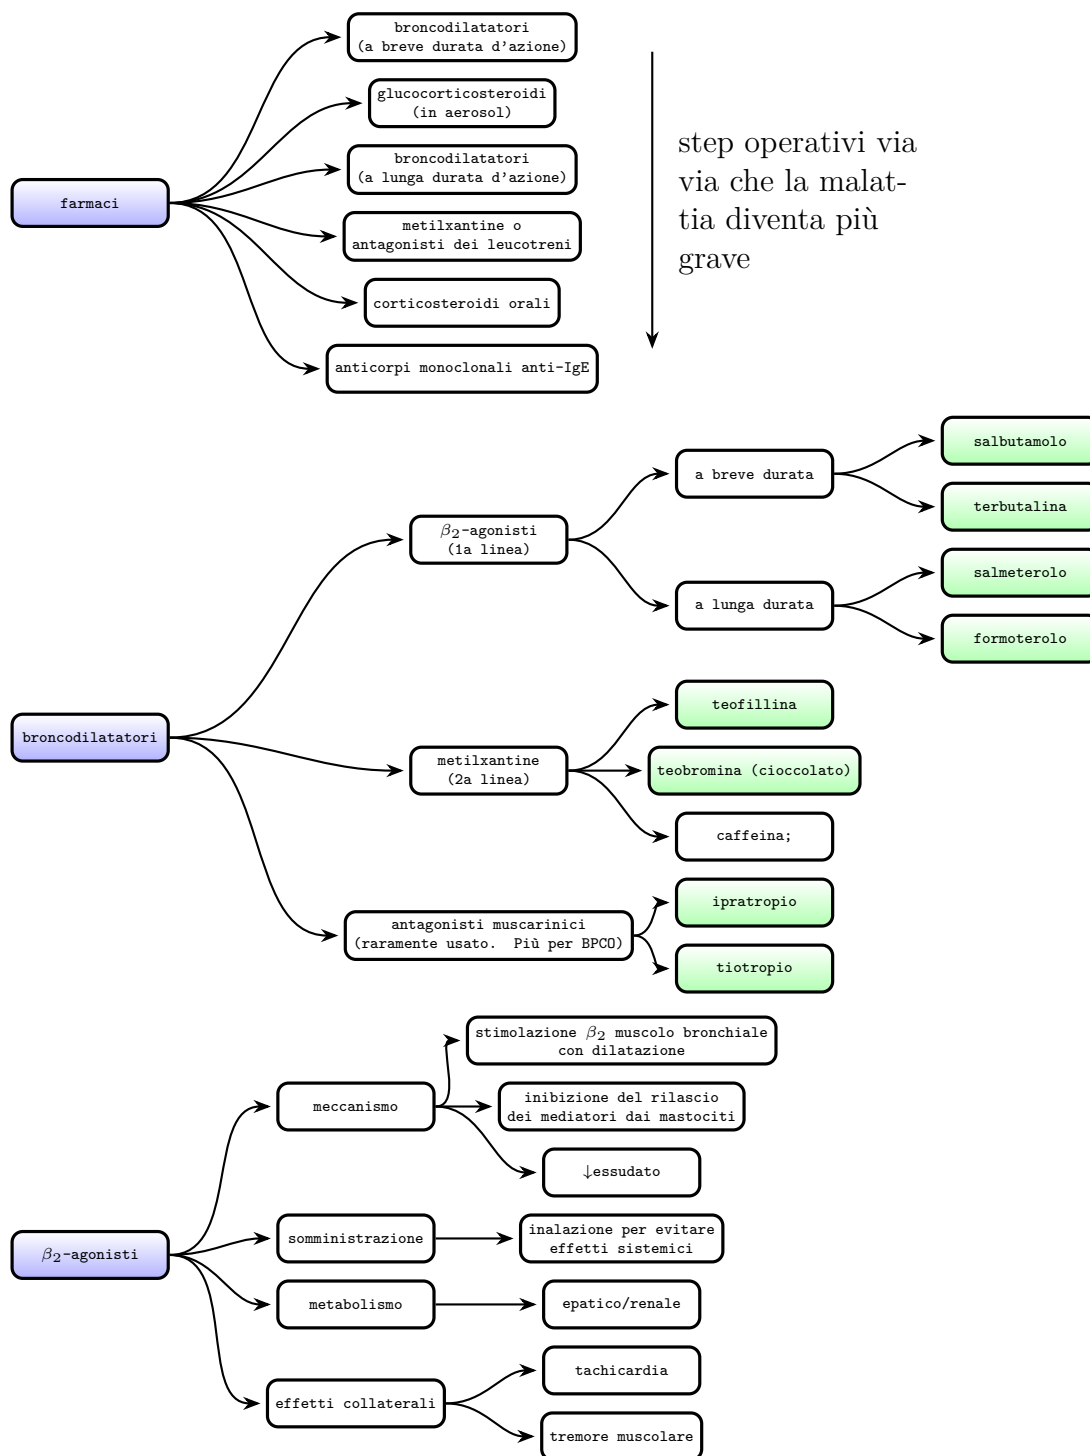 broncodilatatori
(a breve durata d'azione)
glucocorticosteroidi
(in aerosol)
broncodilatatori
(a lunga durata d'azione)
farmaci
metilxantine o
antagonisti dei leucotreni
corticosteroidi orali
anticorpi monoclonali anti-IgE
step operativi via
via che la malat-
tia diventa più
grave
salbutamolo
a breve durata
terbutalina
β₂-agonisti
(1a linea)
salmeterolo
a lunga durata
formoterolo
teofillina
broncodilatatori
metilxantine
(2a linea)
teobromina (cioccolato)
caffeina;
ipratropio
antagonisti muscarinici
(raramente usato. Più per BPCO)
tiotropio
stimolazione β₂ muscolo bronchiale
con dilatazione
meccanismo
inibizione del rilascio
dei mediatori dai mastociti
↓essudato
somministrazione
inalazione per evitare
effetti sistemici
β₂-agonisti
metabolismo
epatico/renale
tachicardia
effetti collaterali
tremore muscolare